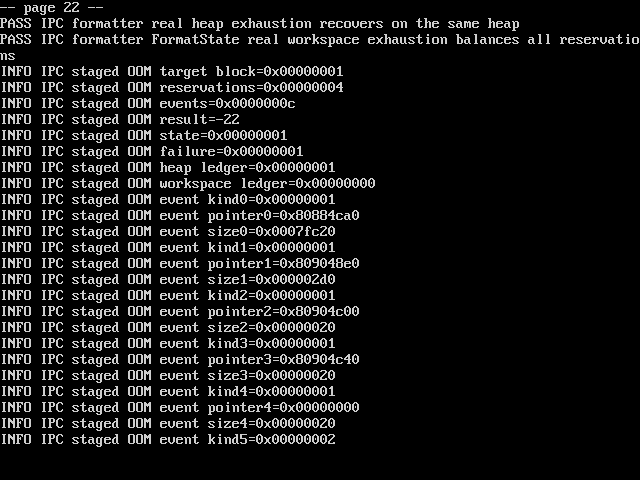 -- page 22 --
PASS IPC formatter real heap exhaustion recovers on the same heap
PASS IPC formatter FormatState real workspace exhaustion balances all reservatio
ns
INFO IPC staged OOM target block=0x00000001
INFO IPC staged OOM reservations=0x00000004
INFO IPC staged OOM events=0x0000000c
INFO IPC staged OOM result=-22
INFO IPC staged OOM state=0x00000001
INFO IPC staged OOM failure=0x00000001
INFO IPC staged OOM heap ledger=0x00000001
INFO IPC staged OOM workspace ledger=0x00000000
INFO IPC staged OOM event kind0=0x00000001
INFO IPC staged OOM event pointer0=0x80884ca0
INFO IPC staged OOM event size0=0x0007fc20
INFO IPC staged OOM event kind1=0x00000001
INFO IPC staged OOM event pointer1=0x809048e0
INFO IPC staged OOM event size1=0x000002d0
INFO IPC staged OOM event kind2=0x00000001
INFO IPC staged OOM event pointer2=0x80904c00
INFO IPC staged OOM event size2=0x00000020
INFO IPC staged OOM event kind3=0x00000001
INFO IPC staged OOM event pointer3=0x80904c40
INFO IPC staged OOM event size3=0x00000020
INFO IPC staged OOM event kind4=0x00000001
INFO IPC staged OOM event pointer4=0x00000000
INFO IPC staged OOM event size4=0x00000020
INFO IPC staged OOM event kind5=0x00000002